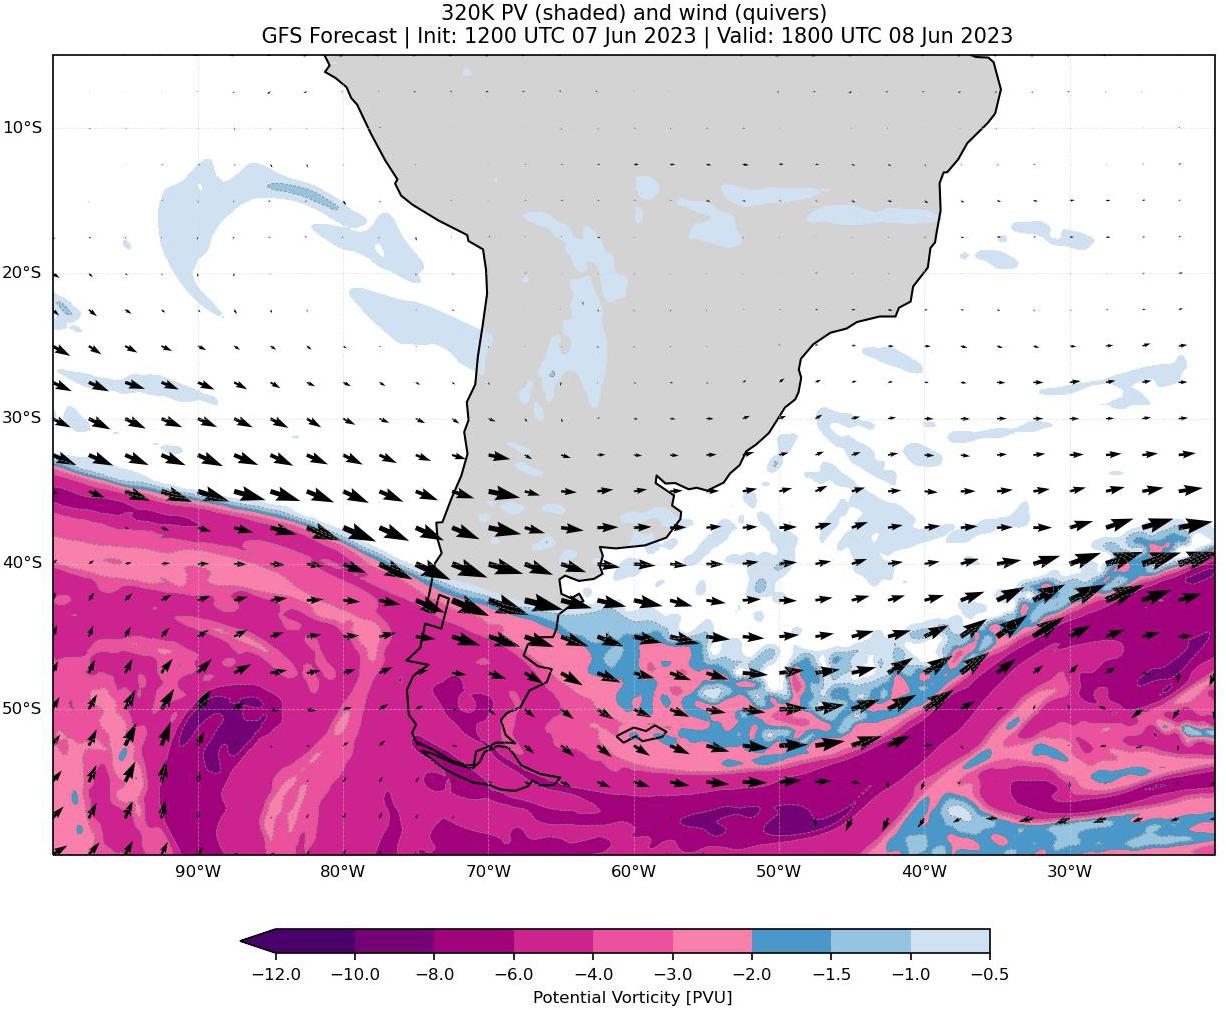 320K PV (shaded) and wind (quivers)
GFS Forecast | Init: 1200 UTC 07 Jun 2023 | Valid: 1800 UTC 08 Jun 2023
10°S
20°S
30°S
40°S
50°S
90°W 80°W 70°W 60°W 50°W 40°W 30°W
−12.0 −10.0 −8.0 −6.0 −4.0 −3.0 −2.0 −1.5 −1.0 −0.5
Potential Vorticity [PVU]